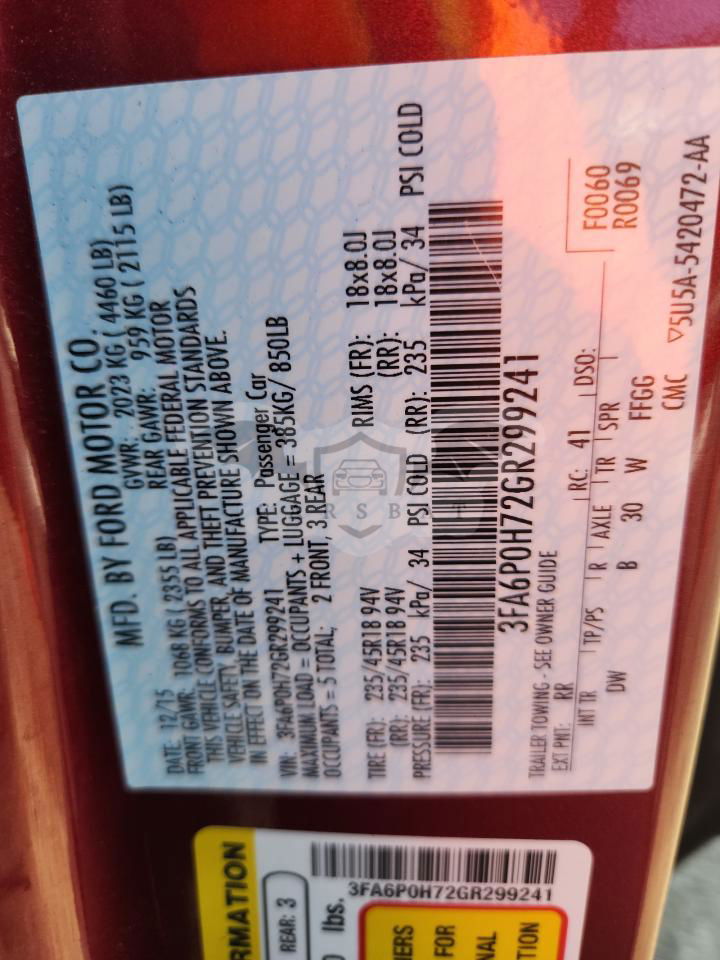 MFD. BY FORD MOTOR CO.
DATE: 12/15 GVWR: 2023 KG ( 4460 LB)
FRONT GAWR: 1068 KG ( 2355 LB) REAR GAWR: 959 KG ( 2115 LB)
THIS VEHICLE CONFORMS TO ALL APPLICABLE FEDERAL MOTOR
VEHICLE SAFETY, BUMPER, AND THEFT PREVENTION STANDARDS
IN EFFECT ON THE DATE OF MANUFACTURE SHOWN ABOVE.
VIN: 3FA6P0H72GR299241 TYPE: Passenger Car
MAXIMUM LOAD = OCCUPANTS + LUGGAGE = 385KG/ 850LB
OCCUPANTS = 5 TOTAL: 2 FRONT, 3 REAR
TIRE (FR): 235/45R18 94V RIMS (FR): 18x8.0J
(RR): 235/45R18 94V (RR): 18x8.0J
PRESSURE (FR): 235 kPa/ 34 PSI COLD (RR): 235 kPa/ 34 PSI COLD
3FA6P0H72GR299241
TRAILER TOWING - SEE OWNER GUIDE F0060
EXT PNT: RR RC: 41 DSO: R0069
INT TR TP/PS R AXLE TR SPR
DW B 30 W FFGG
CMC ▽5U5A-5420472-AA
RSBT
RMATION
REAR: 3
0 lbs.
3FA6P0H72GR299241
IERS
FOR
NAL
TION